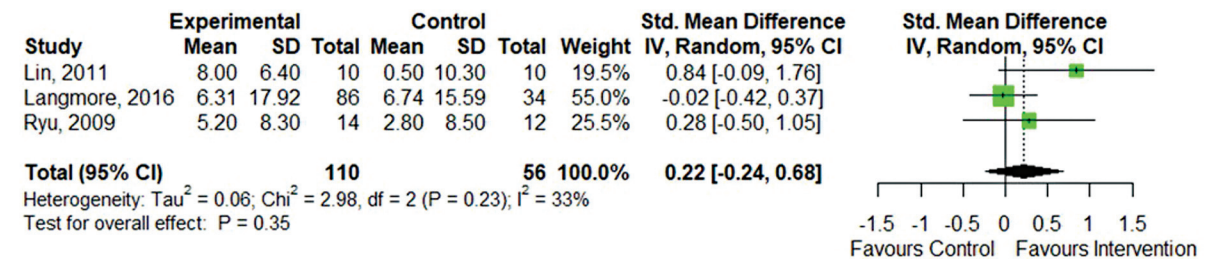 Experimental Control Std. Mean Difference Std. Mean Difference
Study Mean SD Total Mean SD Total Weight IV, Random, 95% CI IV, Random, 95% CI
Lin, 2011 8.00 6.40 10 0.50 10.30 10 19.5% 0.84 [-0.09, 1.76]
Langmore, 2016 6.31 17.92 86 6.74 15.59 34 55.0% -0.02 [-0.42, 0.37]
Ryu, 2009 5.20 8.30 14 2.80 8.50 12 25.5% 0.28 [-0.50, 1.05]
Total (95% CI) 110 56 100.0% 0.22 [-0.24, 0.68]
Heterogeneity: Tau² = 0.06; Chi² = 2.98, df = 2 (P = 0.23); I² = 33%
Test for overall effect: P = 0.35
-1.5 -1 -0.5 0 0.5 1 1.5
Favours Control Favours Intervention